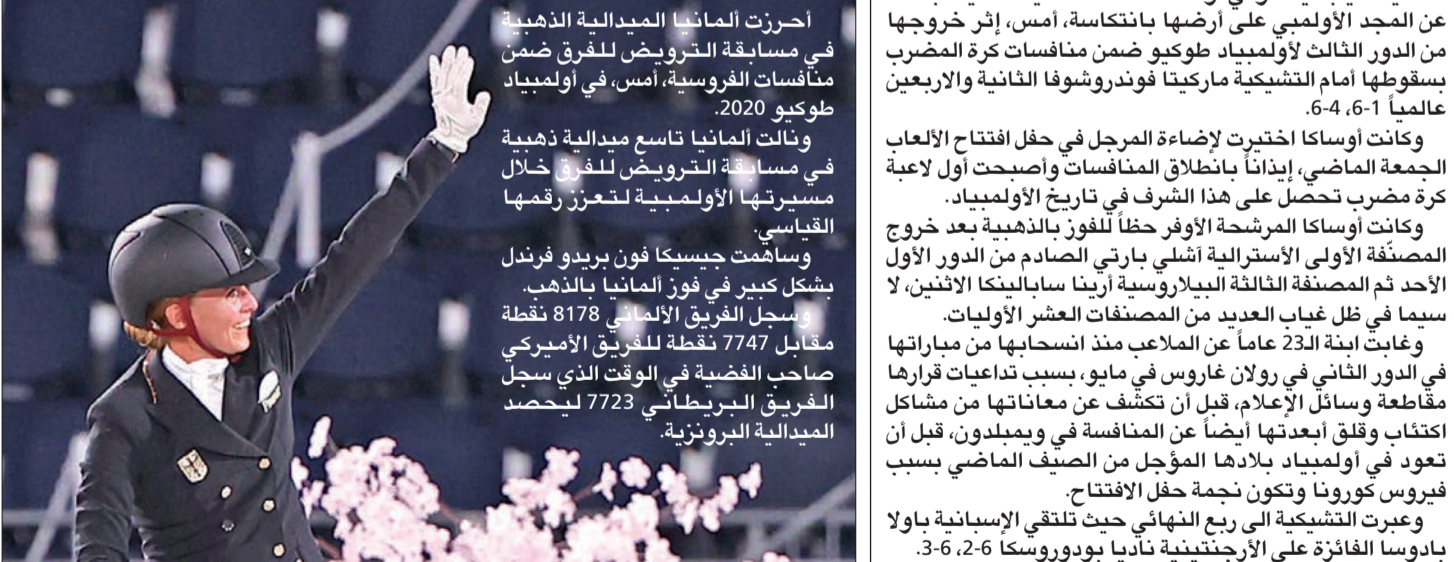 عن المجد الأولمبي على أرضها بانتكاسة، أمس، إثر خروجها
من الدور الثالث لأولمبياد طوكيو ضمن منافسات كرة المضرب
بسقوطها أمام التشيكية ماركيتا فوندروشوفا الثانية والاربعين
عالمياً 1-6، 4-6.
وكانت أوساكا اختيرت لإضاءة المرجل في حفل افتتاح الألعاب
الجمعة الماضي، إيذاناً بانطلاق المنافسات وأصبحت أول لاعبة
كرة مضرب تحصل على هذا الشرف في تاريخ الأولمبياد.
وكانت أوساكا المرشحة الأوفر حظاً للفوز بالذهبية بعد خروج
المصنّفة الأولى الأسترالية آشلي بارتي الصادم من الدور الأول
الأحد ثم المصنفة الثالثة البيلاروسية أرينا سابالينكا الاثنين، لا
سيما في ظل غياب العديد من المصنفات العشر الأوليات.
وغابت ابنة الـ23 عاماً عن الملاعب منذ انسحابها من مباراتها
في الدور الثاني في رولان غاروس في مايو، بسبب تداعيات قرارها
مقاطعة وسائل الإعلام، قبل أن تكشف عن معاناتها من مشاكل
اكتئاب وقلق أبعدتها أيضاً عن المنافسة في ويمبلدون، قبل أن
تعود في أولمبياد بلادها المؤجل من الصيف الماضي بسبب
فيروس كورونا وتكون نجمة حفل الافتتاح.
وعبرت التشيكية الى ربع النهائي حيث تلتقي الإسبانية باولا
بادوسا الفائزة على الأرجنتينية ناديا بودوروسكا 6-2، 6-3.
أحرزت ألمانيا الميدالية الذهبية
في مسابقة الترويض للفرق ضمن
منافسات الفروسية، أمس، في أولمبياد
طوكيو 2020.
ونالت ألمانيا تاسع ميدالية ذهبية
في مسابقة الترويض للفرق خلال
مسيرتها الأولمبية لتعزز رقمها
القياسي.
وساهمت جيسيكا فون بريدو فرندل
بشكل كبير في فوز ألمانيا بالذهب.
وسجل الفريق الألماني 8178 نقطة
مقابل 7747 نقطة للفريق الأميركي
صاحب الفضية في الوقت الذي سجل
الفريق البريطاني 7723 ليحصد
الميدالية البرونزية.